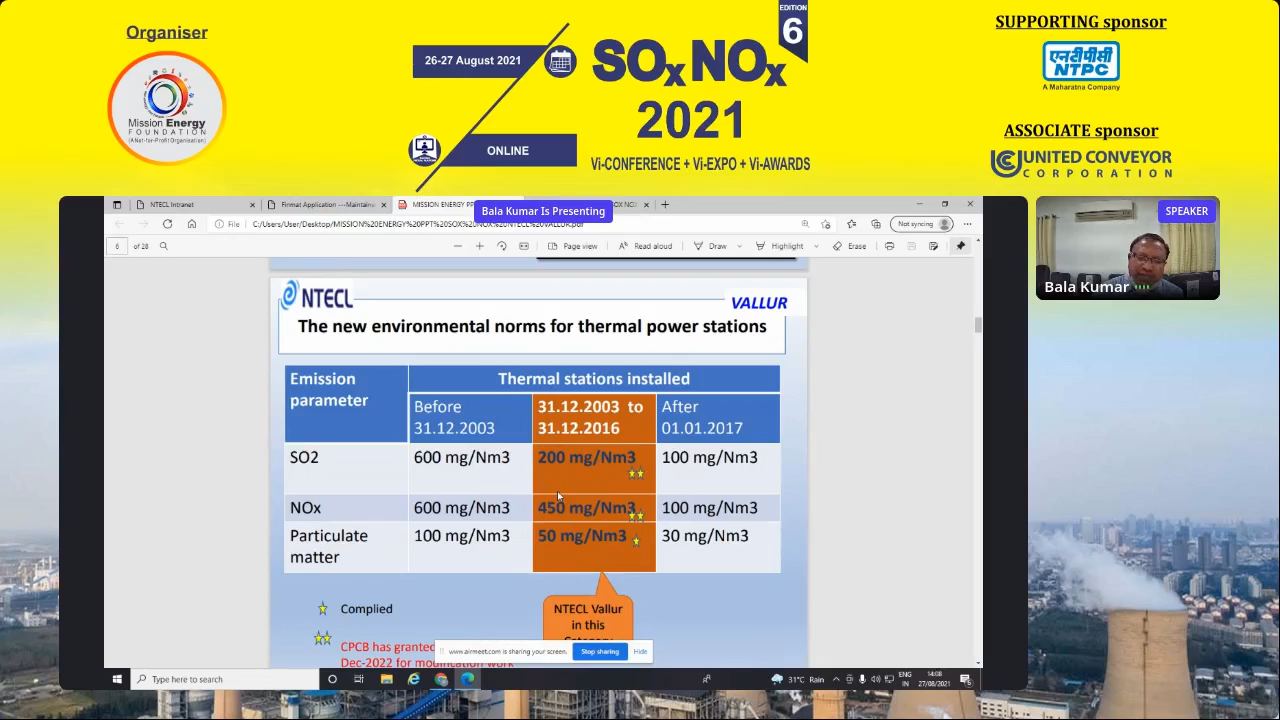 Organiser
Mission Energy
FOUNDATION
(A Not-for-Profit Organisation)
26-27 August 2021
ONLINE
EDITION
6
SOxNOx
2021
Vi-CONFERENCE + Vi-EXPO + Vi-AWARDS
SUPPORTING sponsor
एनटीपीसी
NTPC
A Maharatna Company
ASSOCIATE sponsor
UNITED CONVEYOR
CORPORATION
NTECL Intranet
Firmat Application ---Maintain
MISSION ENERGY PP
Bala Kumar Is Presenting
File
C:/Users/User/Desktop/MISSION%20ENERGY%20PPT%20SOX%20NOX%20NTECL%20VALLUR.pdf
Not syncing
6 of 28
Page view
Read aloud
Draw
Highlight
Erase
NTECL
VALLUR
The new environmental norms for thermal power stations
Emission parameter
Thermal stations installed
Before 31.12.2003
31.12.2003 to 31.12.2016
After 01.01.2017
SO2 600 mg/Nm3 200 mg/Nm3 100 mg/Nm3
NOx 600 mg/Nm3 450 mg/Nm3 100 mg/Nm3
Particulate matter 100 mg/Nm3 50 mg/Nm3 30 mg/Nm3
Complied
NTECL Vallur
in this
CPCB has granted
Dec-2022 for modification work
www.airmeet.com is sharing your screen.
Stop sharing
Hide
Type here to search
31°C Rain
ENG
IN
14:08
27/08/2021
SPEAKER
Bala Kumar